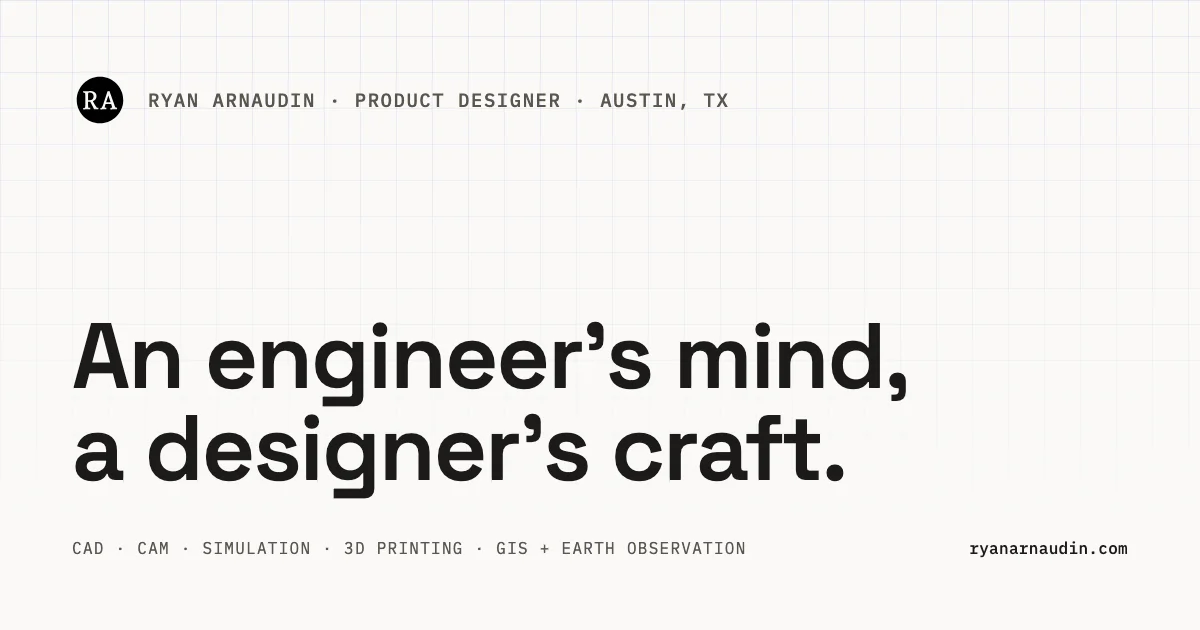 RA RYAN ARNAUDIN · PRODUCT DESIGNER · AUSTIN, TX
An engineer’s mind,
a designer’s craft.
CAD · CAM · SIMULATION · 3D PRINTING · GIS + EARTH OBSERVATION ryanarnaudin.com